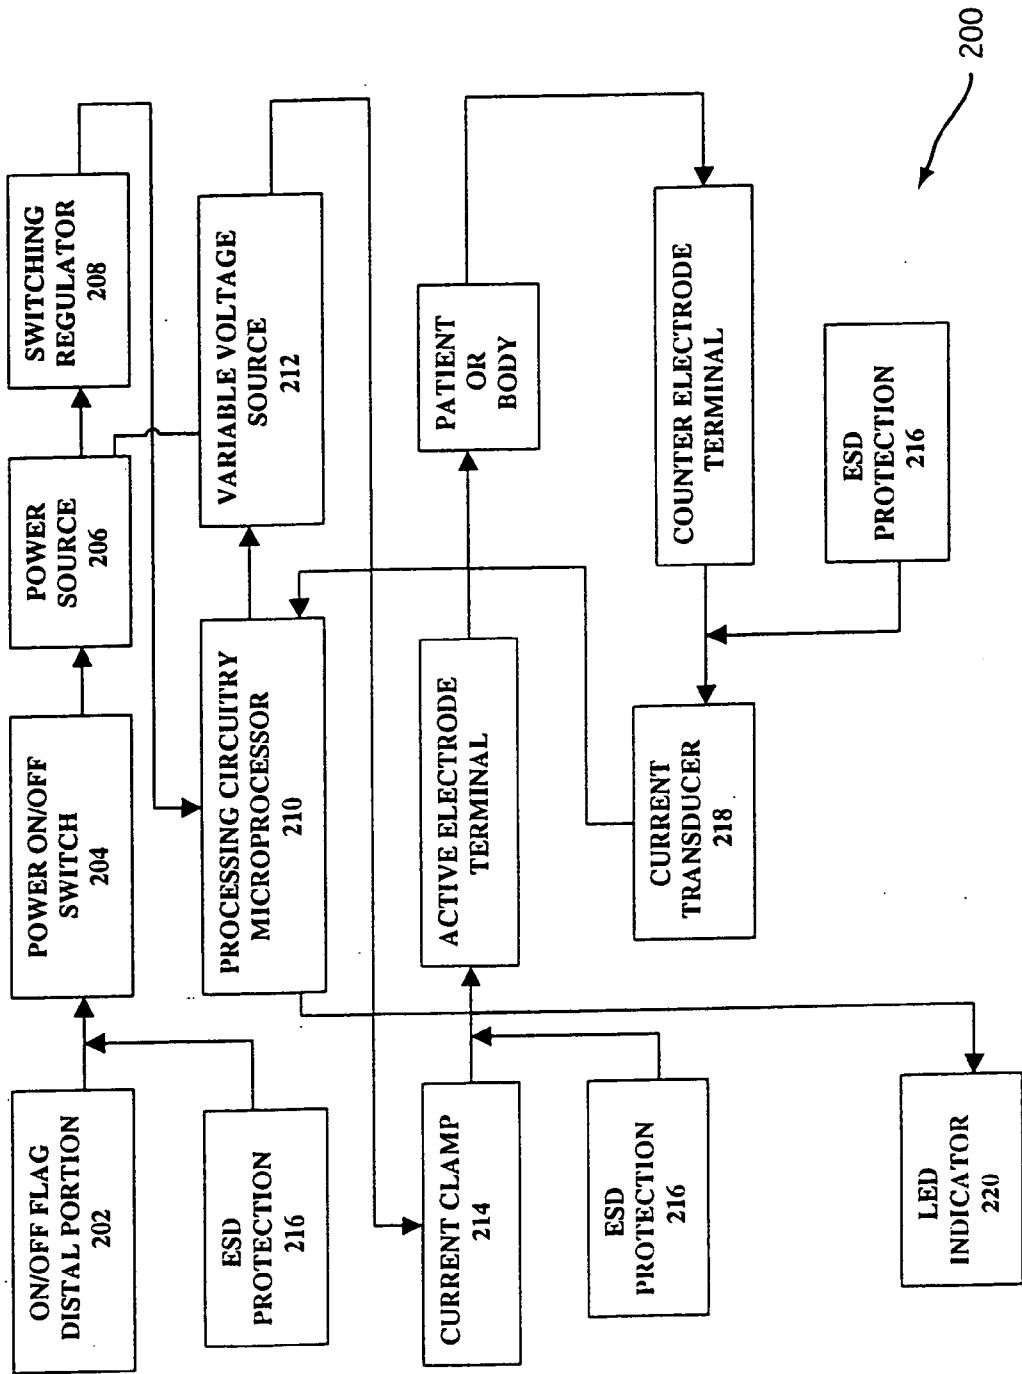 ON/OFF FLAG
DISTAL PORTION
202
POWER ON/OFF
SWITCH
204
POWER
SOURCE
206
SWITCHING
REGULATOR
208
ESD
PROTECTION
216
PROCESSING CIRCUITRY
MICROPROCESSOR
210
VARIABLE VOLTAGE
SOURCE
212
CURRENT CLAMP
214
ACTIVE ELECTRODE
TERMINAL
PATIENT
OR
BODY
ESD
PROTECTION
216
CURRENT
TRANSDUCER
218
COUNTER ELECTRODE
TERMINAL
ESD
PROTECTION
216
LED
INDICATOR
220
200